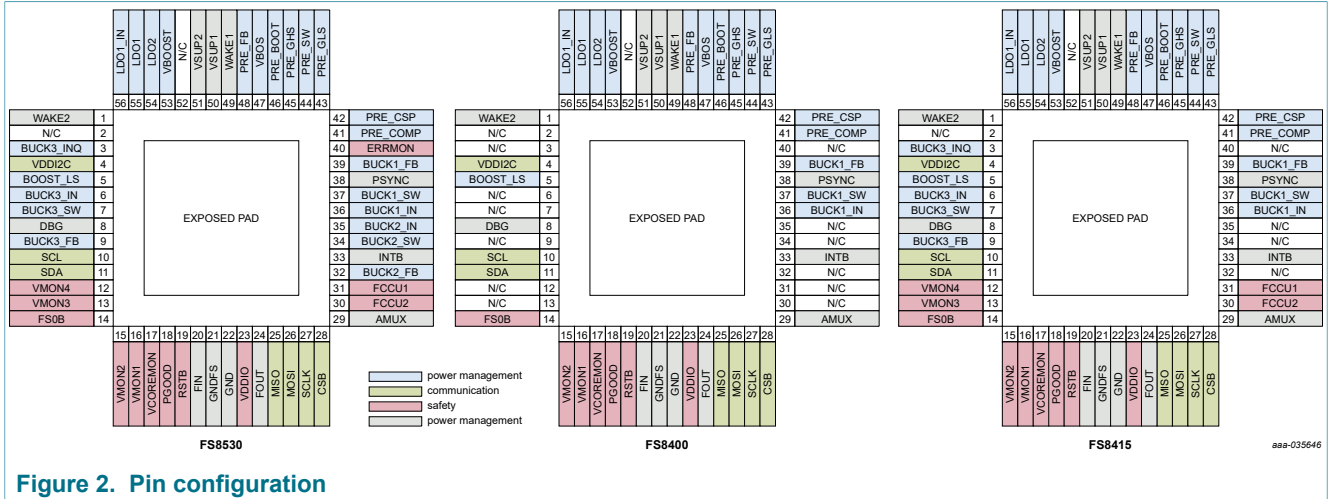 LDO1_IN LDO1 LDO2 VBOOST N/C VSUP2 VSUP1 WAKE1 PRE_FB VBOS PRE_BOOT PRE_GHS PRE_SW PRE_GLS
56 55 54 53 52 51 50 49 48 47 46 45 44 43
WAKE2 1
N/C 2
BUCK3_INQ 3
VDDI2C 4
BOOST_LS 5
BUCK3_IN 6
BUCK3_SW 7
DBG 8
BUCK3_FB 9
SCL 10
SDA 11
VMON4 12
VMON3 13
FS0B 14
EXPOSED PAD
42 PRE_CSP
41 PRE_COMP
40 ERRMON
39 BUCK1_FB
38 PSYNC
37 BUCK1_SW
36 BUCK1_IN
35 BUCK2_IN
34 BUCK2_SW
33 INTB
32 BUCK2_FB
31 FCCU1
30 FCCU2
29 AMUX
15 16 17 18 19 20 21 22 23 24 25 26 27 28
VMON2 VMON1 VCOREMON PGOOD RSTB FIN GNDFS GND VDDIO FOUT MISO MOSI SCLK CSB
FS8530
power management
communication
safety
power management
LDO1_IN LDO1 LDO2 VBOOST N/C VSUP2 VSUP1 WAKE1 PRE_FB VBOS PRE_BOOT PRE_GHS PRE_SW PRE_GLS
56 55 54 53 52 51 50 49 48 47 46 45 44 43
WAKE2 1
N/C 2
N/C 3
VDDI2C 4
BOOST_LS 5
N/C 6
N/C 7
DBG 8
N/C 9
SCL 10
SDA 11
N/C 12
N/C 13
FS0B 14
EXPOSED PAD
42 PRE_CSP
41 PRE_COMP
40 N/C
39 BUCK1_FB
38 PSYNC
37 BUCK1_SW
36 BUCK1_IN
35 N/C
34 N/C
33 INTB
32 N/C
31 N/C
30 N/C
29 AMUX
15 16 17 18 19 20 21 22 23 24 25 26 27 28
VMON2 VMON1 VCOREMON PGOOD RSTB FIN GNDFS GND VDDIO FOUT MISO MOSI SCLK CSB
FS8400
LDO1_IN LDO1 LDO2 VBOOST N/C VSUP2 VSUP1 WAKE1 PRE_FB VBOS PRE_BOOT PRE_GHS PRE_SW PRE_GLS
56 55 54 53 52 51 50 49 48 47 46 45 44 43
WAKE2 1
N/C 2
BUCK3_INQ 3
VDDI2C 4
BOOST_LS 5
BUCK3_IN 6
BUCK3_SW 7
DBG 8
BUCK3_FB 9
SCL 10
SDA 11
VMON4 12
VMON3 13
FS0B 14
EXPOSED PAD
42 PRE_CSP
41 PRE_COMP
40 N/C
39 BUCK1_FB
38 PSYNC
37 BUCK1_SW
36 BUCK1_IN
35 N/C
34 N/C
33 INTB
32 N/C
31 FCCU1
30 FCCU2
29 AMUX
15 16 17 18 19 20 21 22 23 24 25 26 27 28
VMON2 VMON1 VCOREMON PGOOD RSTB FIN GNDFS GND VDDIO FOUT MISO MOSI SCLK CSB
FS8415
aaa-035646
Figure 2. Pin configuration